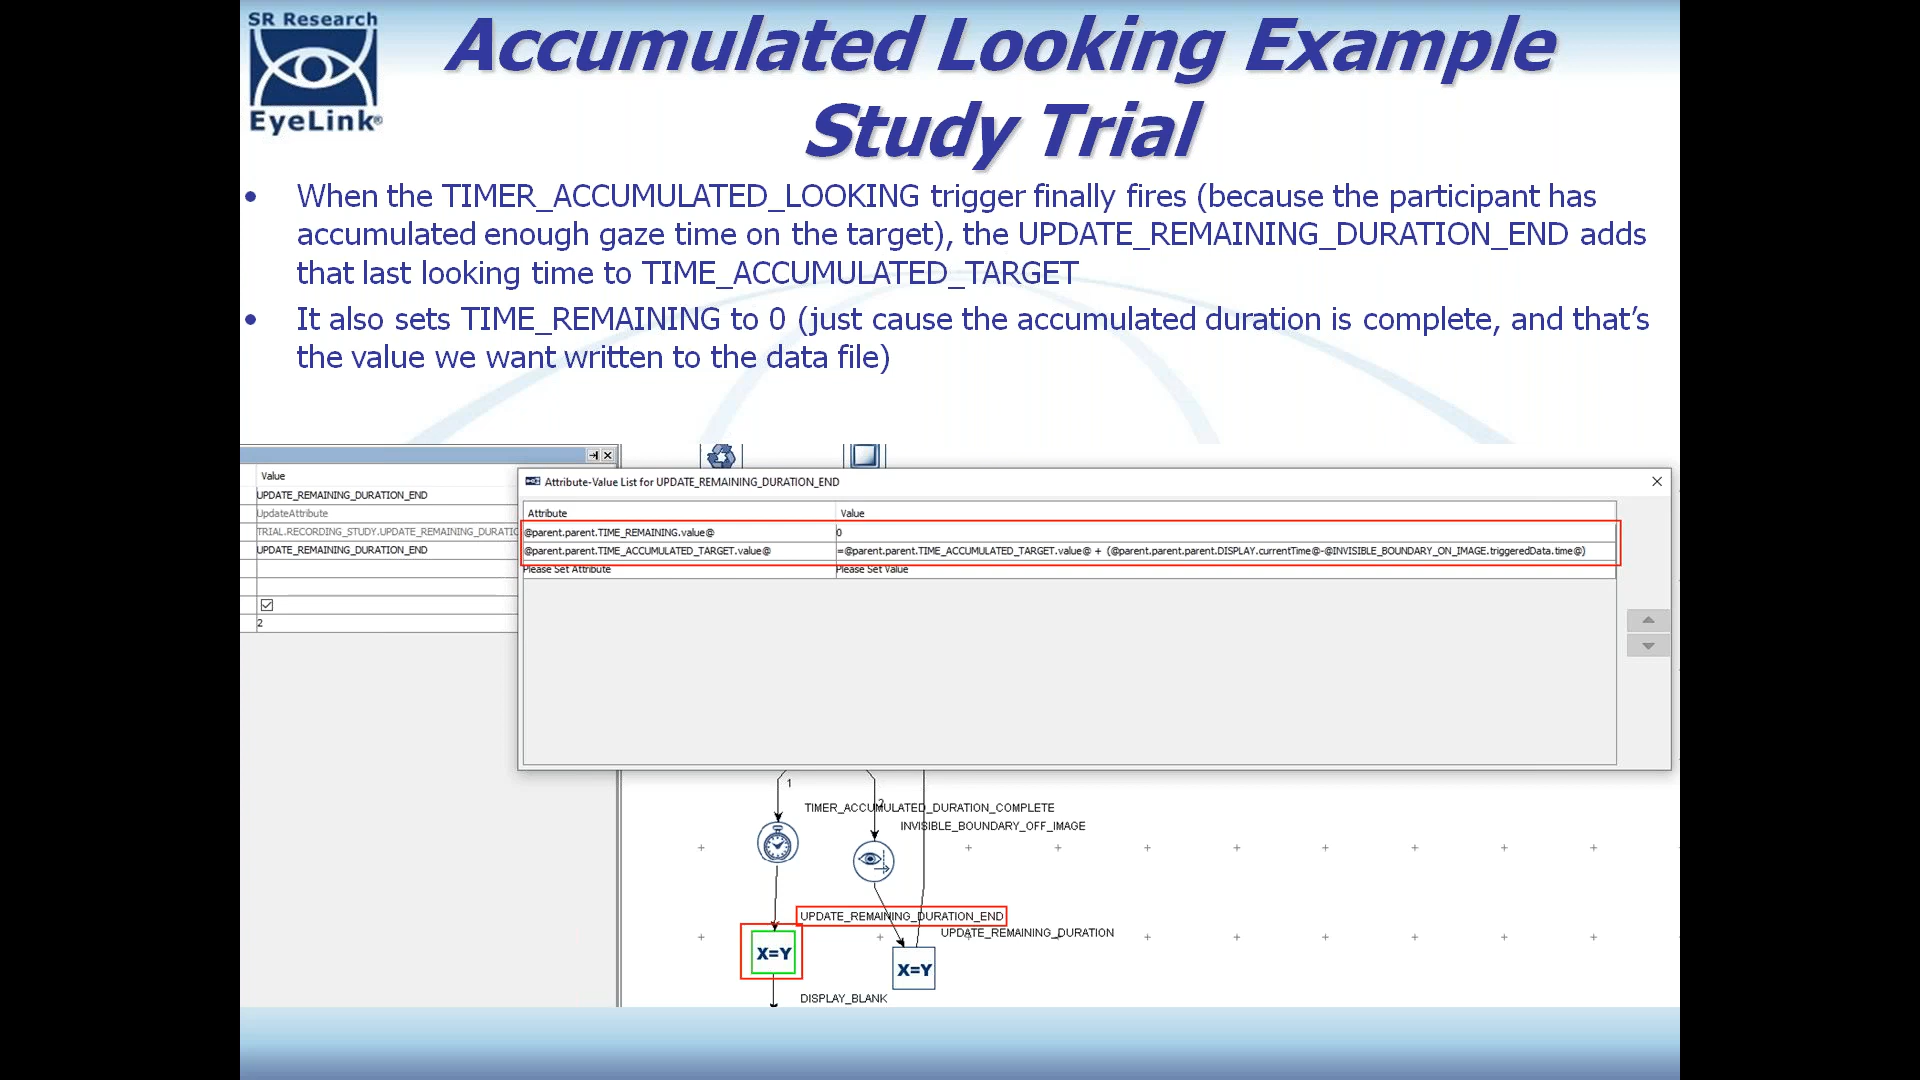 SR Research
EyeLink®
Accumulated Looking Example
Study Trial
• When the TIMER_ACCUMULATED_LOOKING trigger finally fires (because the participant has
accumulated enough gaze time on the target), the UPDATE_REMAINING_DURATION_END adds
that last looking time to TIME_ACCUMULATED_TARGET
• It also sets TIME_REMAINING to 0 (just cause the accumulated duration is complete, and that’s
the value we want written to the data file)
Value
UPDATE_REMAINING_DURATION_END
UpdateAttribute
TRIAL.RECORDING_STUDY.UPDATE_REMAINING_DURATIO
UPDATE_REMAINING_DURATION_END
2
Attribute-Value List for UPDATE_REMAINING_DURATION_END
Attribute Value
@parent.parent.TIME_REMAINING.value@ 0
@parent.parent.TIME_ACCUMULATED_TARGET.value@ =@parent.parent.TIME_ACCUMULATED_TARGET.value@ + (@parent.parent.parent.DISPLAY.currentTime@-@INVISIBLE_BOUNDARY_ON_IMAGE.triggeredData.time@)
Please Set Attribute Please Set Value
1
2
TIMER_ACCUMULATED_DURATION_COMPLETE
INVISIBLE_BOUNDARY_OFF_IMAGE
UPDATE_REMAINING_DURATION_END
UPDATE_REMAINING_DURATION
X=Y
X=Y
DISPLAY_BLANK